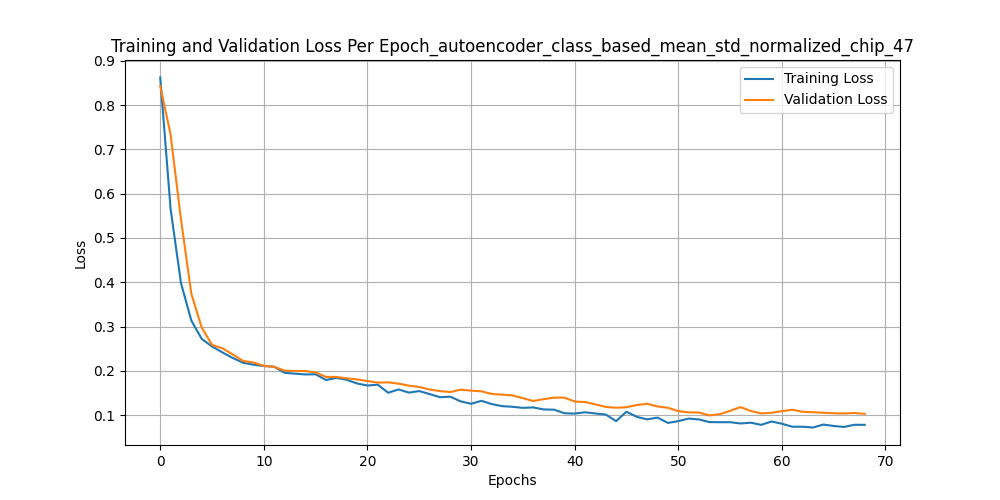 Training and Validation Loss Per Epoch_autoencoder_class_based_mean_std_normalized_chip_47
Training Loss
Validation Loss
0.9
0.8
0.7
0.6
0.5
0.4
0.3
0.2
0.1
Loss
0 10 20 30 40 50 60 70
Epochs